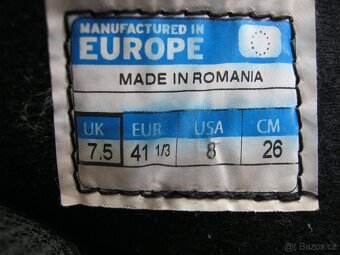 MANUFACTURED IN
EUROPE
MADE IN ROMANIA
UK EUR USA CM
7.5 41 1/3 8 26
Bazos.cz